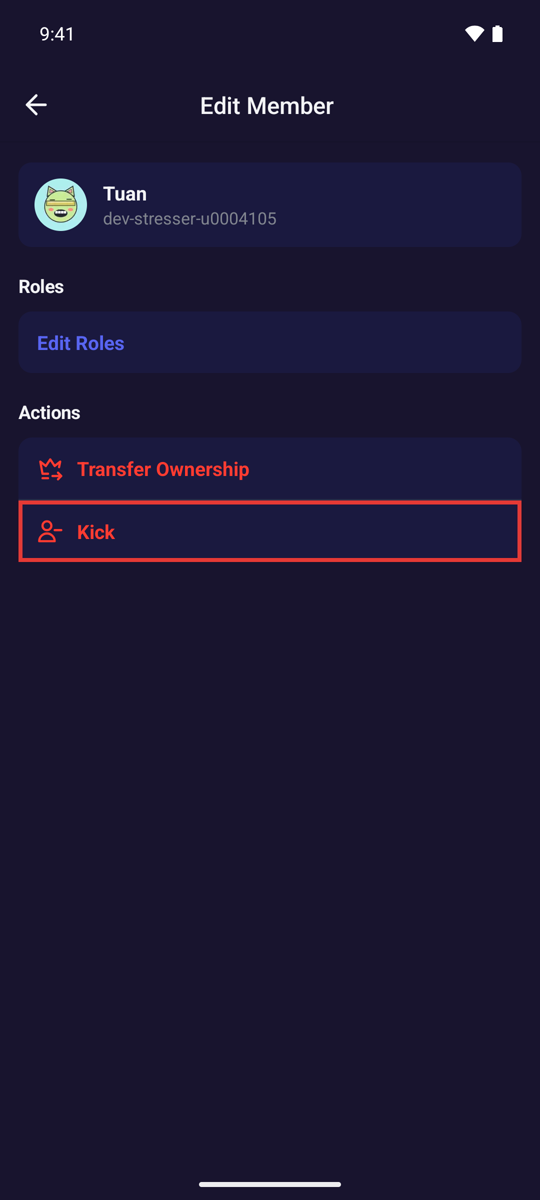 9:41
Edit Member
Tuan
dev-stresser-u0004105
Roles
Edit Roles
Actions
Transfer Ownership
Kick